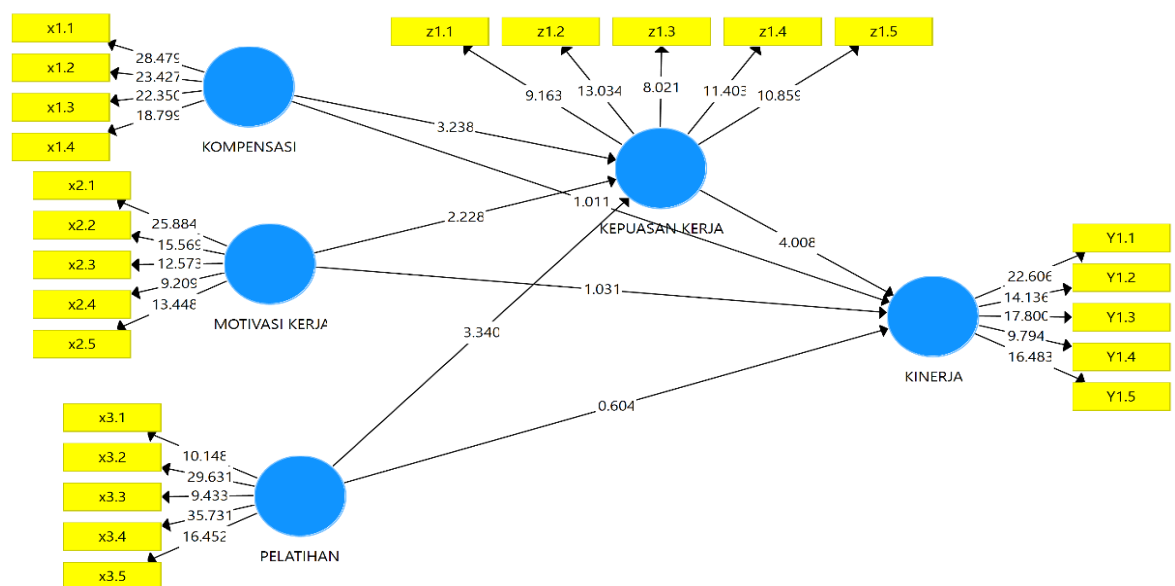 x1.1
x1.2
x1.3
x1.4
28.479
23.427
22.350
18.799
KOMPENSASI
z1.1
z1.2
z1.3
z1.4
z1.5
9.163
13.034
8.021
11.403
10.859
KEPUASAN KERJA
3.238
1.011
2.228
4.008
1.031
3.340
0.604
x2.1
x2.2
x2.3
x2.4
x2.5
25.884
15.569
12.573
9.209
13.448
MOTIVASI KERJA
Y1.1
Y1.2
Y1.3
Y1.4
Y1.5
22.606
14.136
17.800
9.794
16.483
KINERJA
x3.1
x3.2
x3.3
x3.4
x3.5
10.148
29.631
9.433
35.731
16.452
PELATIHAN